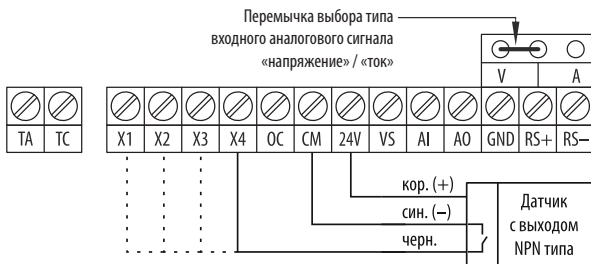 Перемычка выбора типа
входного аналогового сигнала
«напряжение» / «ток»
V A
TA TC X1 X2 X3 X4 OC CM 24V VS AI AO GND RS+ RS–
кор. (+)
син. (–)
черн.
Датчик
с выходом
NPN типа